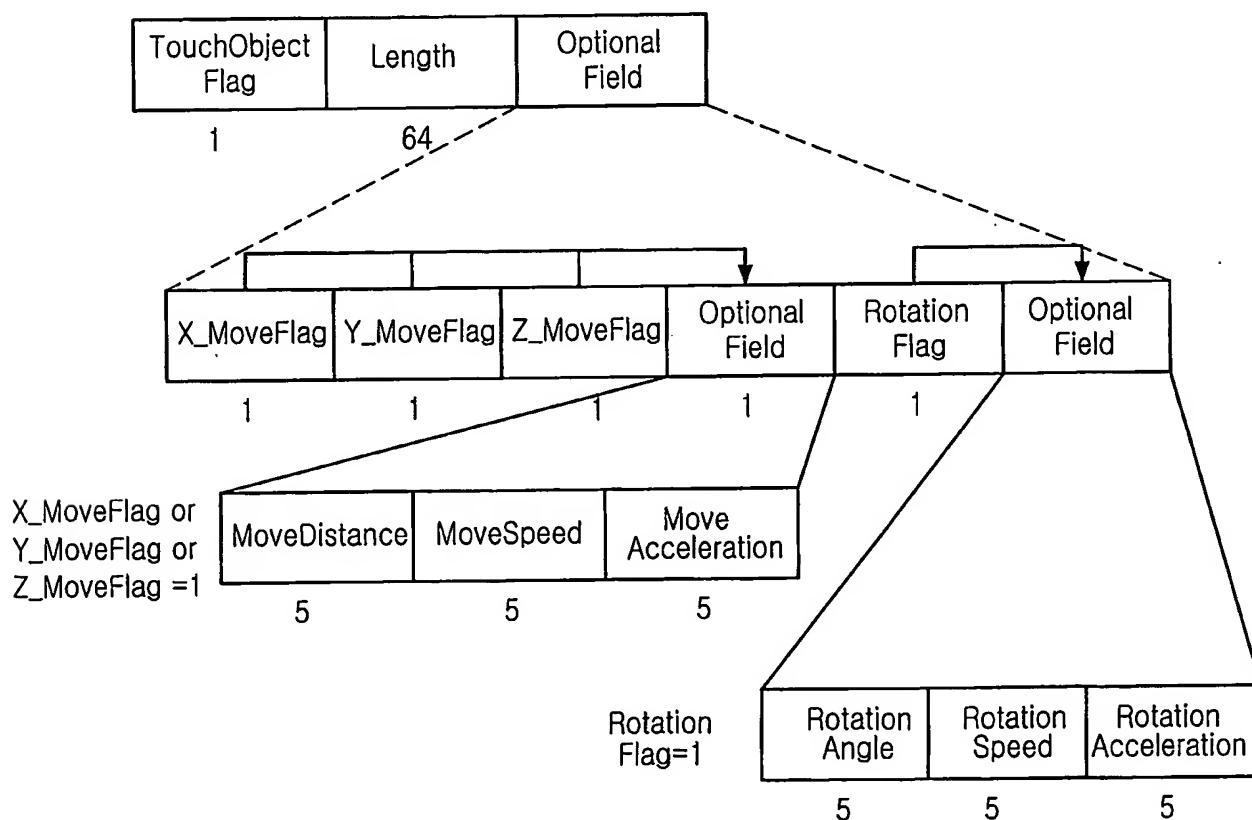 TouchObject
Flag
Length
Optional
Field
1
64
X_MoveFlag
Y_MoveFlag
Z_MoveFlag
Optional
Field
Rotation
Flag
Optional
Field
1
1
1
1
1
X_MoveFlag or
Y_MoveFlag or
Z_MoveFlag =1
MoveDistance
MoveSpeed
Move
Acceleration
5
5
5
Rotation
Flag=1
Rotation
Angle
Rotation
Speed
Rotation
Acceleration
5
5
5